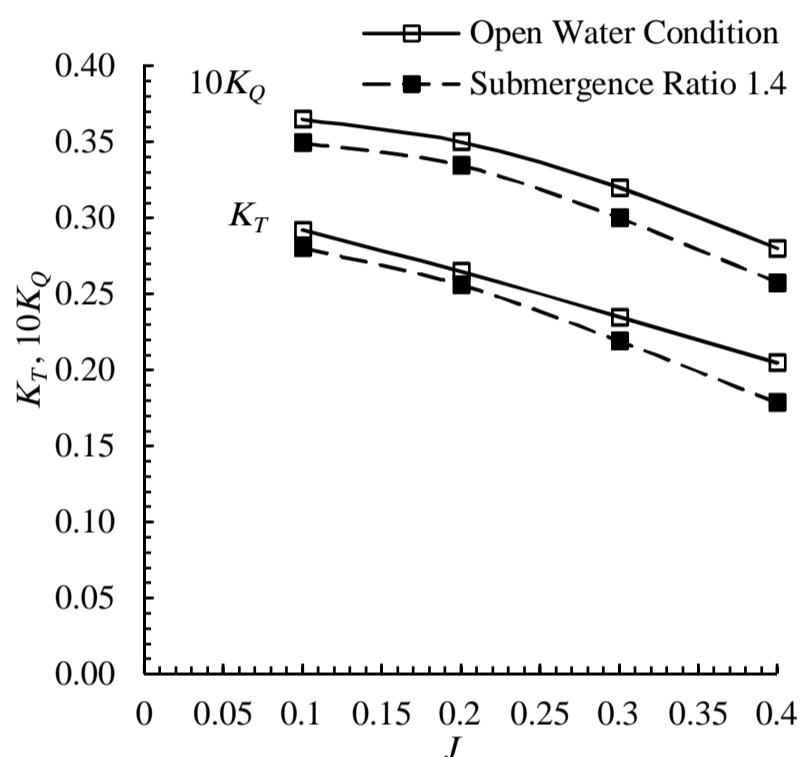 Open Water Condition
Submergence Ratio 1.4
10K_Q
K_T
K_T, 10K_Q
0.40
0.35
0.30
0.25
0.20
0.15
0.10
0.05
0.00
0 0.05 0.1 0.15 0.2 0.25 0.3 0.35 0.4
J